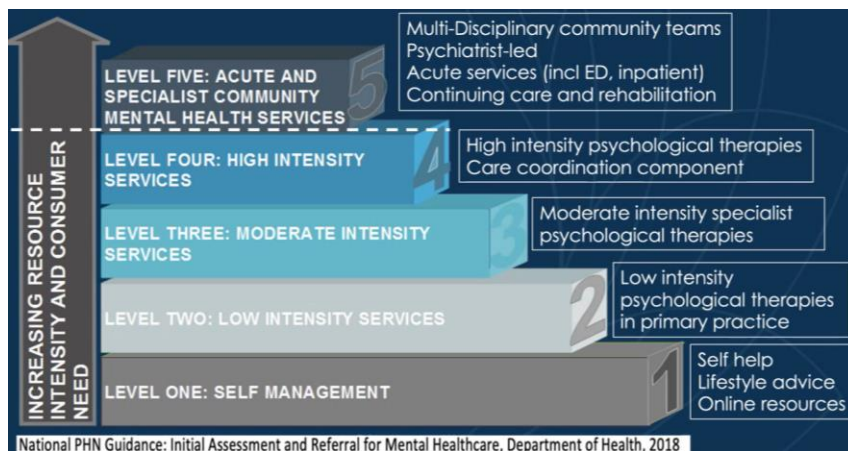 INCREASING RESOURCE
INTENSITY AND CONSUMER
NEED
LEVEL FIVE: ACUTE AND
SPECIALIST COMMUNITY
MENTAL HEALTH SERVICES
5
Multi-Disciplinary community teams
Psychiatrist-led
Acute services (incl ED, inpatient)
Continuing care and rehabilitation
LEVEL FOUR: HIGH INTENSITY
SERVICES
4
High intensity psychological therapies
Care coordination component
LEVEL THREE: MODERATE INTENSITY
SERVICES
3
Moderate intensity specialist
psychological therapies
LEVEL TWO: LOW INTENSITY SERVICES
2
Low intensity
psychological therapies
in primary practice
LEVEL ONE: SELF MANAGEMENT
1
Self help
Lifestyle advice
Online resources
National PHN Guidance: Initial Assessment and Referral for Mental Healthcare. Department of Health. 2018